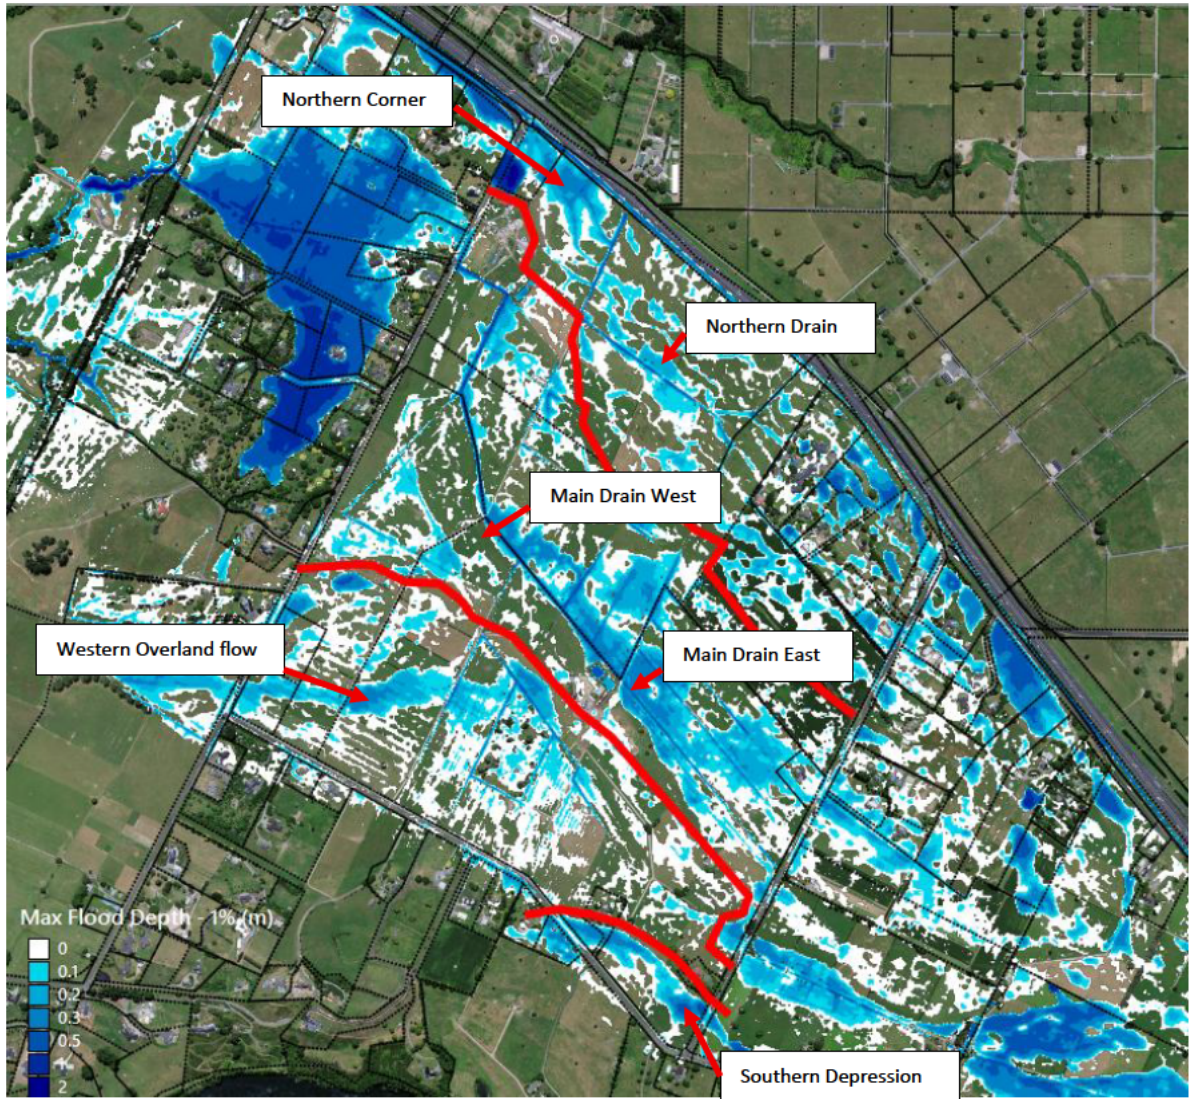 Northern Corner
Northern Drain
Main Drain West
Western Overland flow
Main Drain East
Max Flood Depth - 1% (m)
0
0.1
0.2
0.3
0.5
1
2
Southern Depression